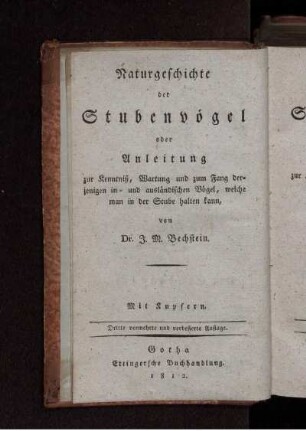 Naturgeschichte
der
Stubenvögel
oder
Anleitung
zur Kenntniß, Wartung und zum Fang der-
jenigen in- und ausländischen Vögel, welche
man in der Stube halten kann,
von
Dr. J. M. Bechstein.
Mit Kupfern.
Dritte vermehrte und verbesserte Auflage.
Gotha
Ettingersche Buchhandlung.
1812.